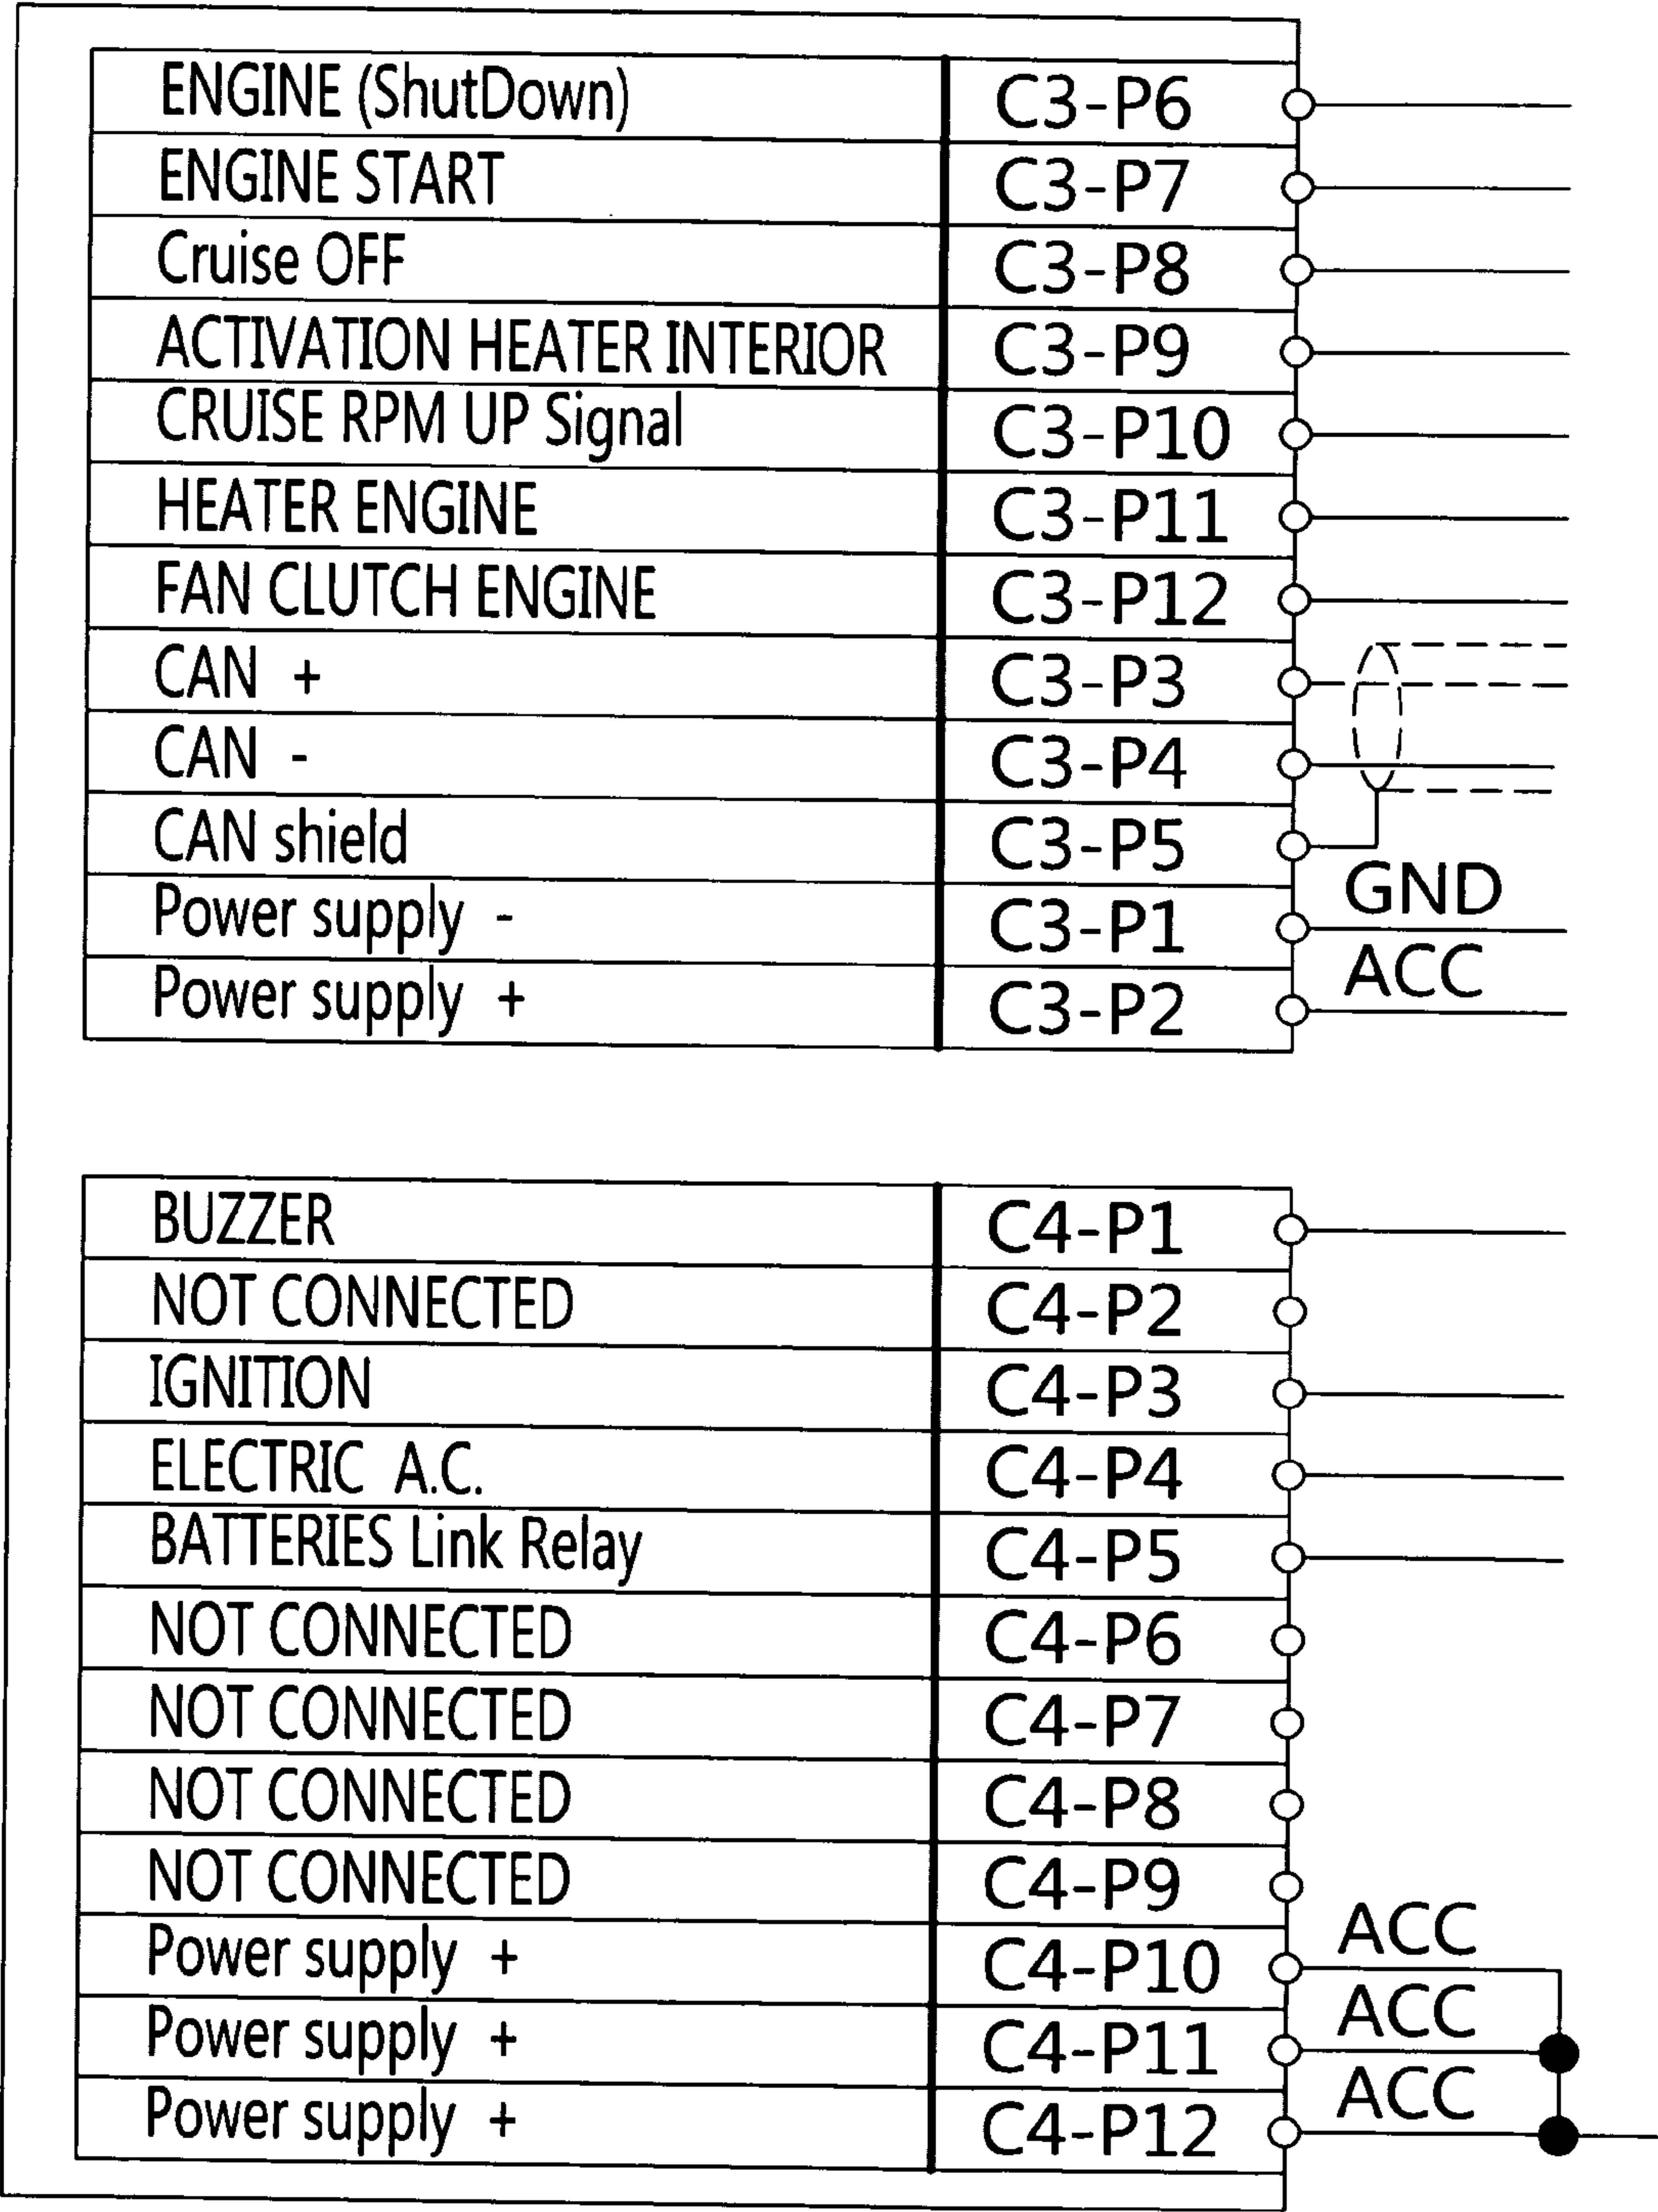 ENGINE (ShutDown) C3-P6
ENGINE START C3-P7
Cruise OFF C3-P8
ACTIVATION HEATER INTERIOR C3-P9
CRUISE RPM UP Signal C3-P10
HEATER ENGINE C3-P11
FAN CLUTCH ENGINE C3-P12
CAN + C3-P3
CAN - C3-P4
CAN shield C3-P5
Power supply - C3-P1 GND
Power supply + C3-P2 ACC
BUZZER C4-P1
NOT CONNECTED C4-P2
IGNITION C4-P3
ELECTRIC A.C. C4-P4
BATTERIES Link Relay C4-P5
NOT CONNECTED C4-P6
NOT CONNECTED C4-P7
NOT CONNECTED C4-P8
NOT CONNECTED C4-P9
Power supply + C4-P10 ACC
Power supply + C4-P11 ACC
Power supply + C4-P12 ACC